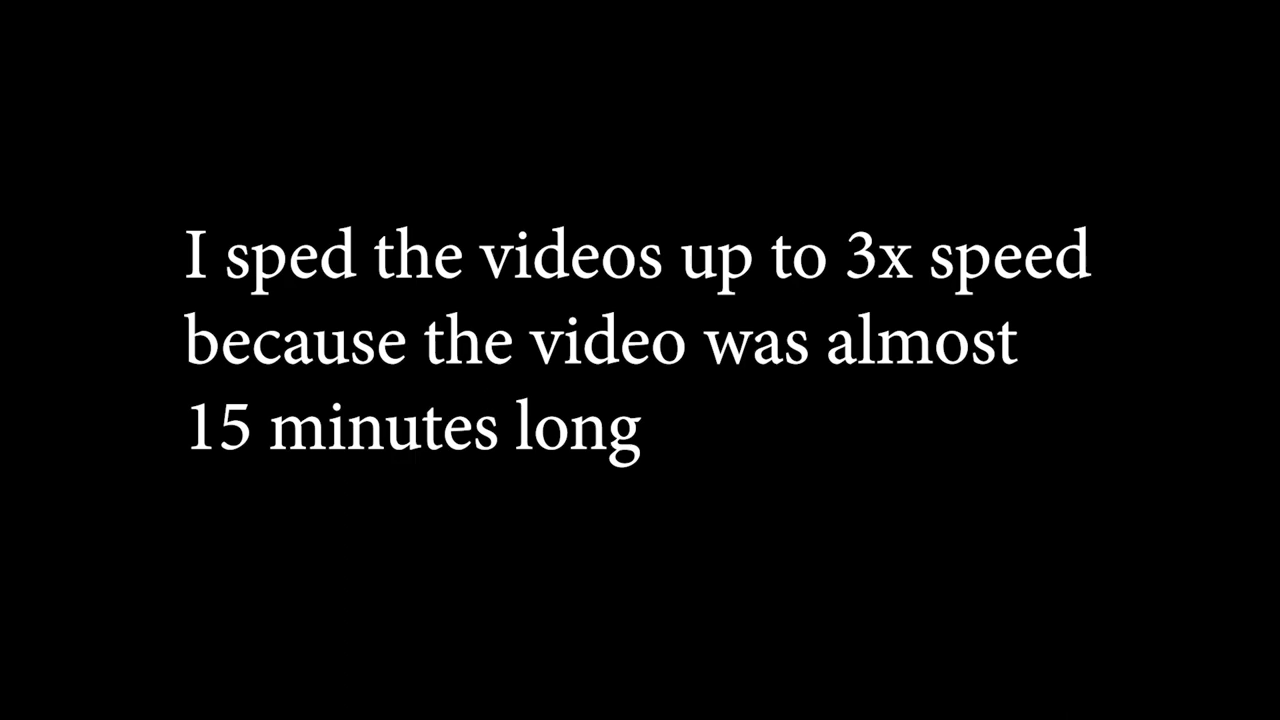 I sped the videos up to 3x speed
because the video was almost
15 minutes long